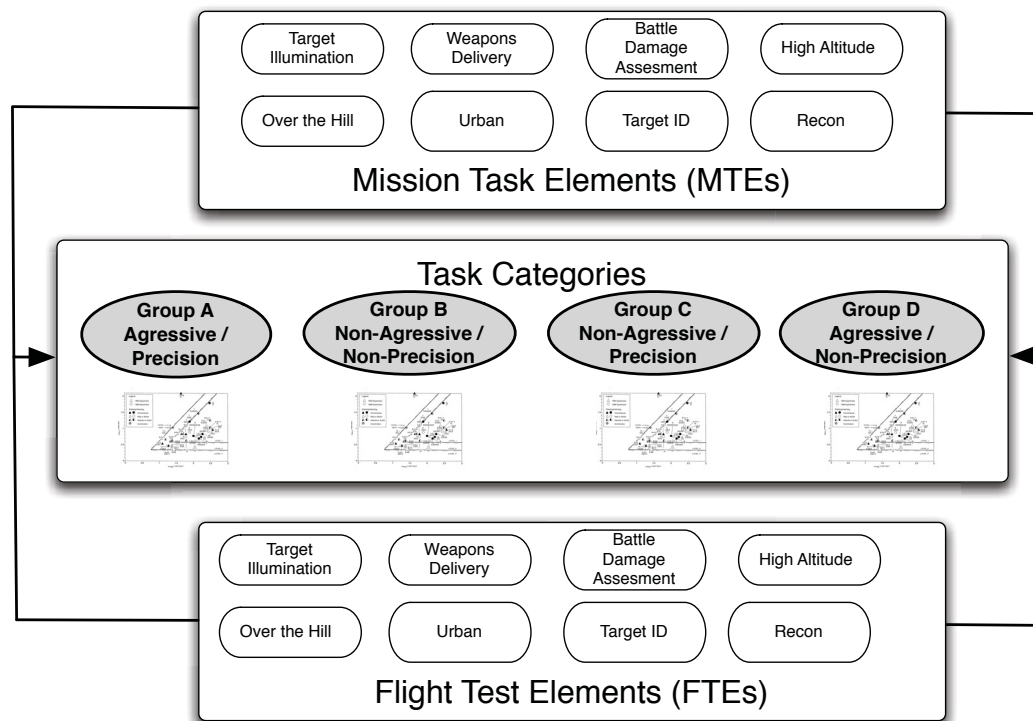 Target
Illumination
Weapons
Delivery
Battle
Damage
Assesment
High Altitude
Over the Hill
Urban
Target ID
Recon
Mission Task Elements (MTEs)
Task Categories
Group A
Agressive /
Precision
Group B
Non-Agressive /
Non-Precision
Group C
Non-Agressive /
Precision
Group D
Agressive /
Non-Precision
Target
Illumination
Weapons
Delivery
Battle
Damage
Assesment
High Altitude
Over the Hill
Urban
Target ID
Recon
Flight Test Elements (FTEs)